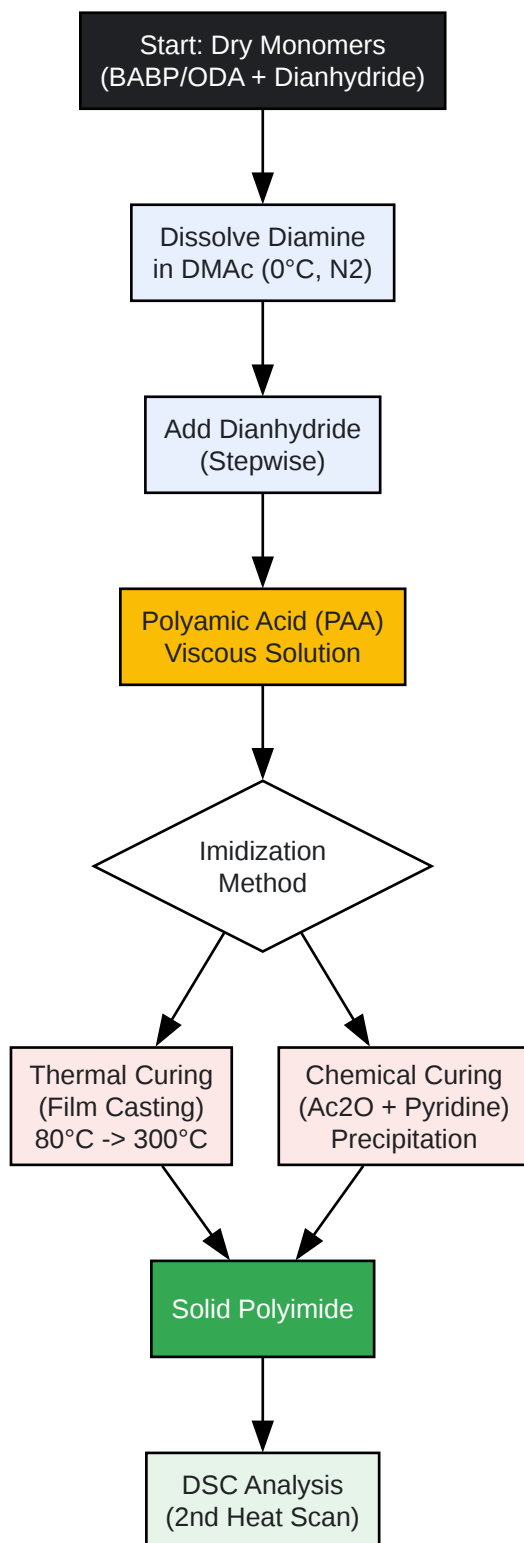 Start: Dry Monomers
(BABP/ODA + Dianhydride)
Dissolve Diamine
in DMAc (0°C, N2)
Add Dianhydride
(Stepwise)
Polyamic Acid (PAA)
Viscous Solution
Imidization
Method
Thermal Curing
(Film Casting)
80°C -> 300°C
Chemical Curing
(Ac2O + Pyridine)
Precipitation
Solid Polyimide
DSC Analysis
(2nd Heat Scan)